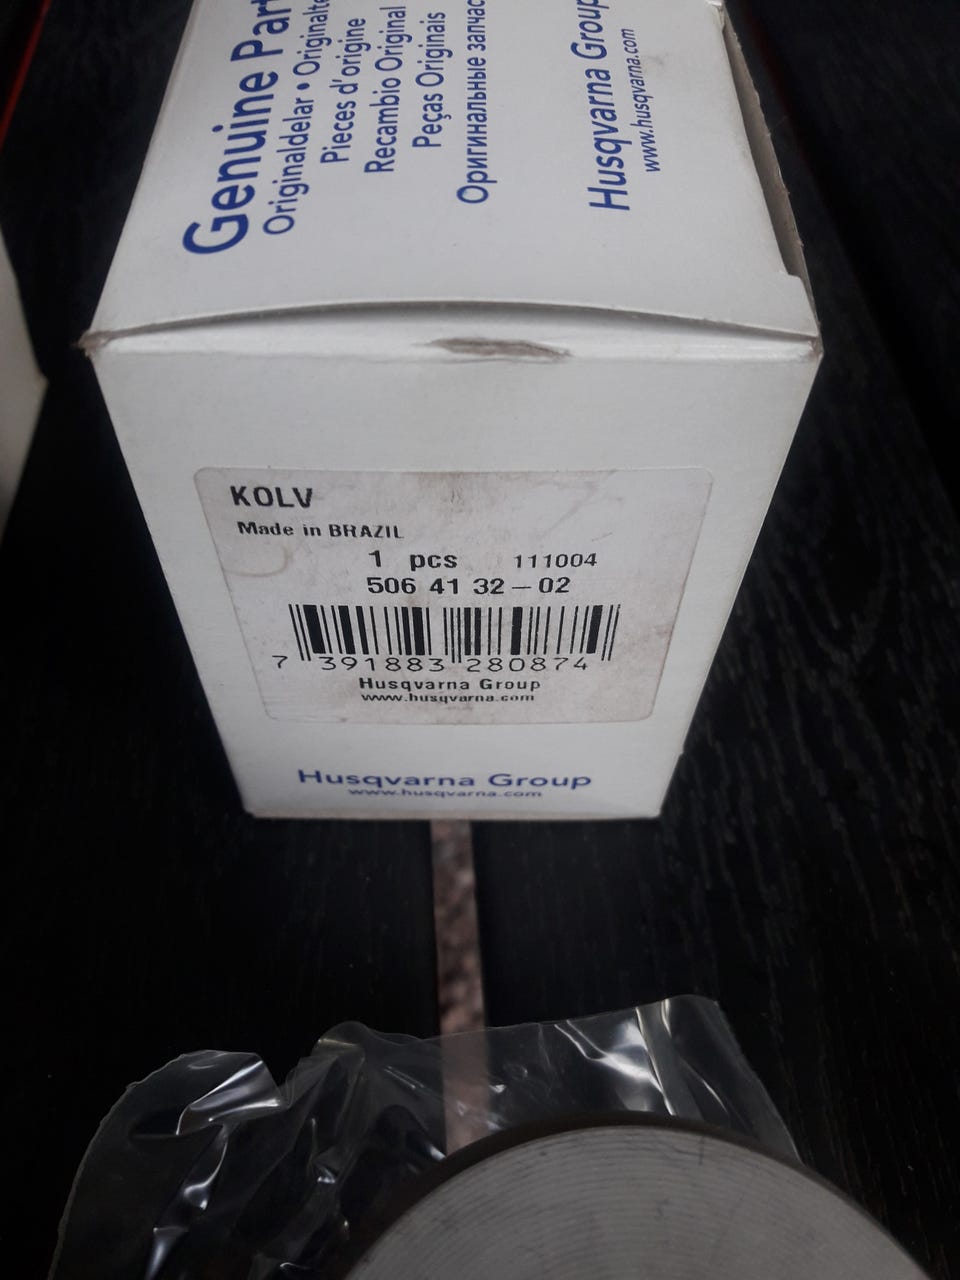 Genuine Part
Originaldelar • Originalte
Pieces d'origine
Recambio Original
Peças Originais
Оригинальные запчас
Husqvarna Group
www.husqvarna.com
KOLV
Made in BRAZIL
1 pcs 111004
506 41 32-02
7 391883 280874
Husqvarna Group
www.husqvarna.com
Husqvarna Group
www.husqvarna.com